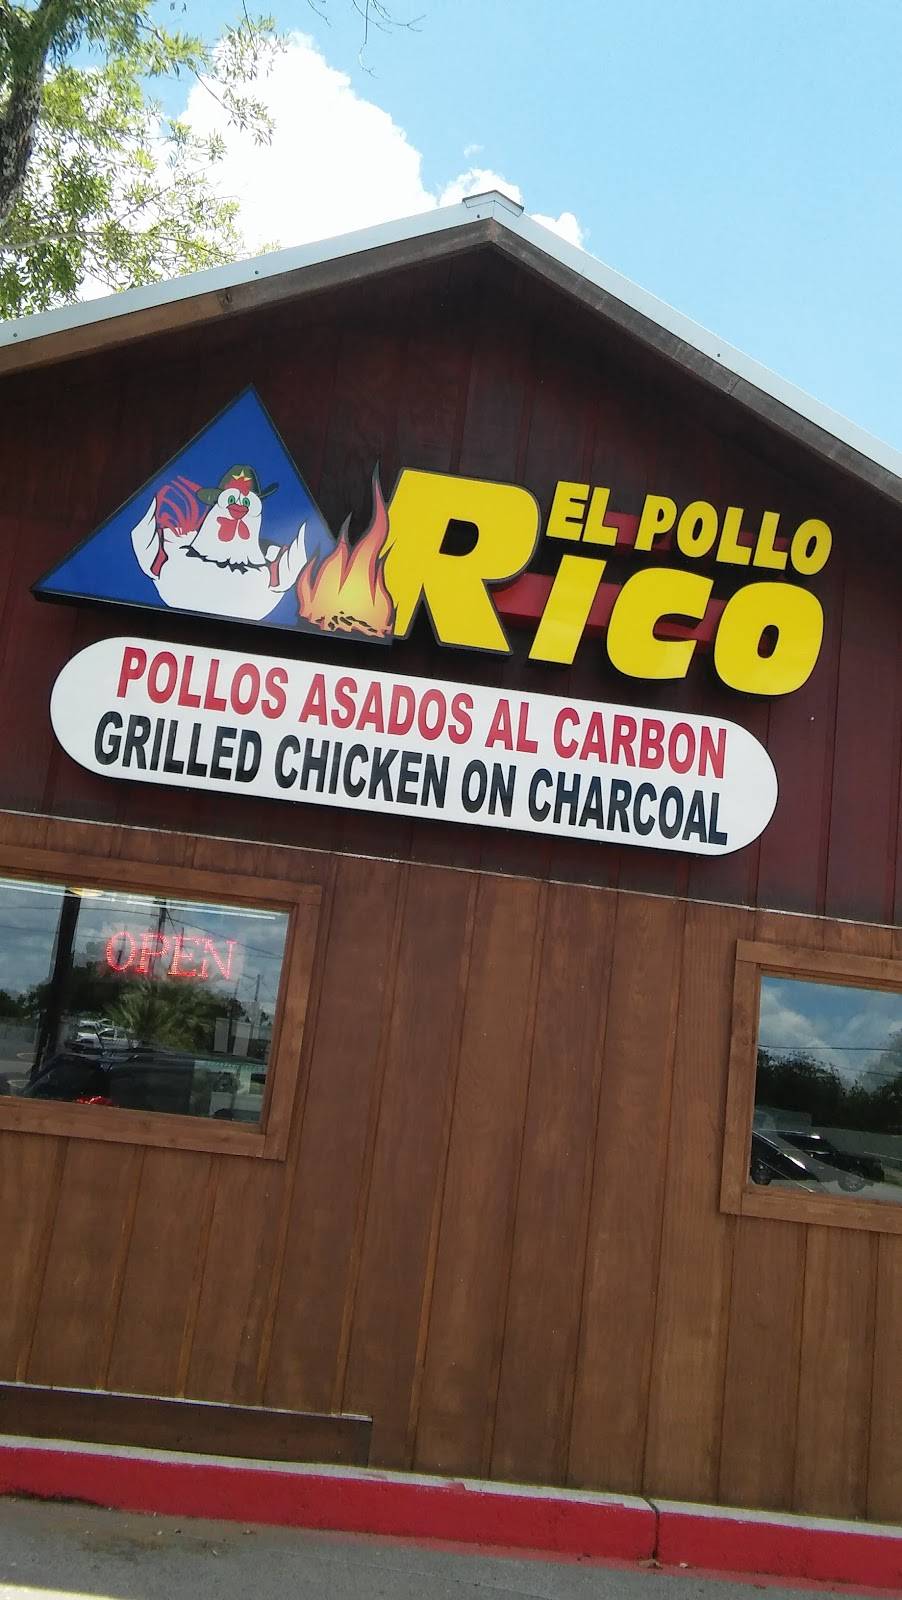 EL POLLO
RICO
POLLOS ASADOS AL CARBON
GRILLED CHICKEN ON CHARCOAL
OPEN